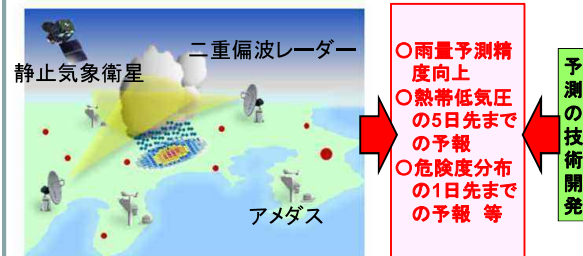 二重偏波レーダー
静止気象衛星
アメダス
○雨量予測精
度向上
○熱帯低気圧
の5日先まで
の予報
○危険度分布
の1日先まで
の予報 等
予測の技術開発